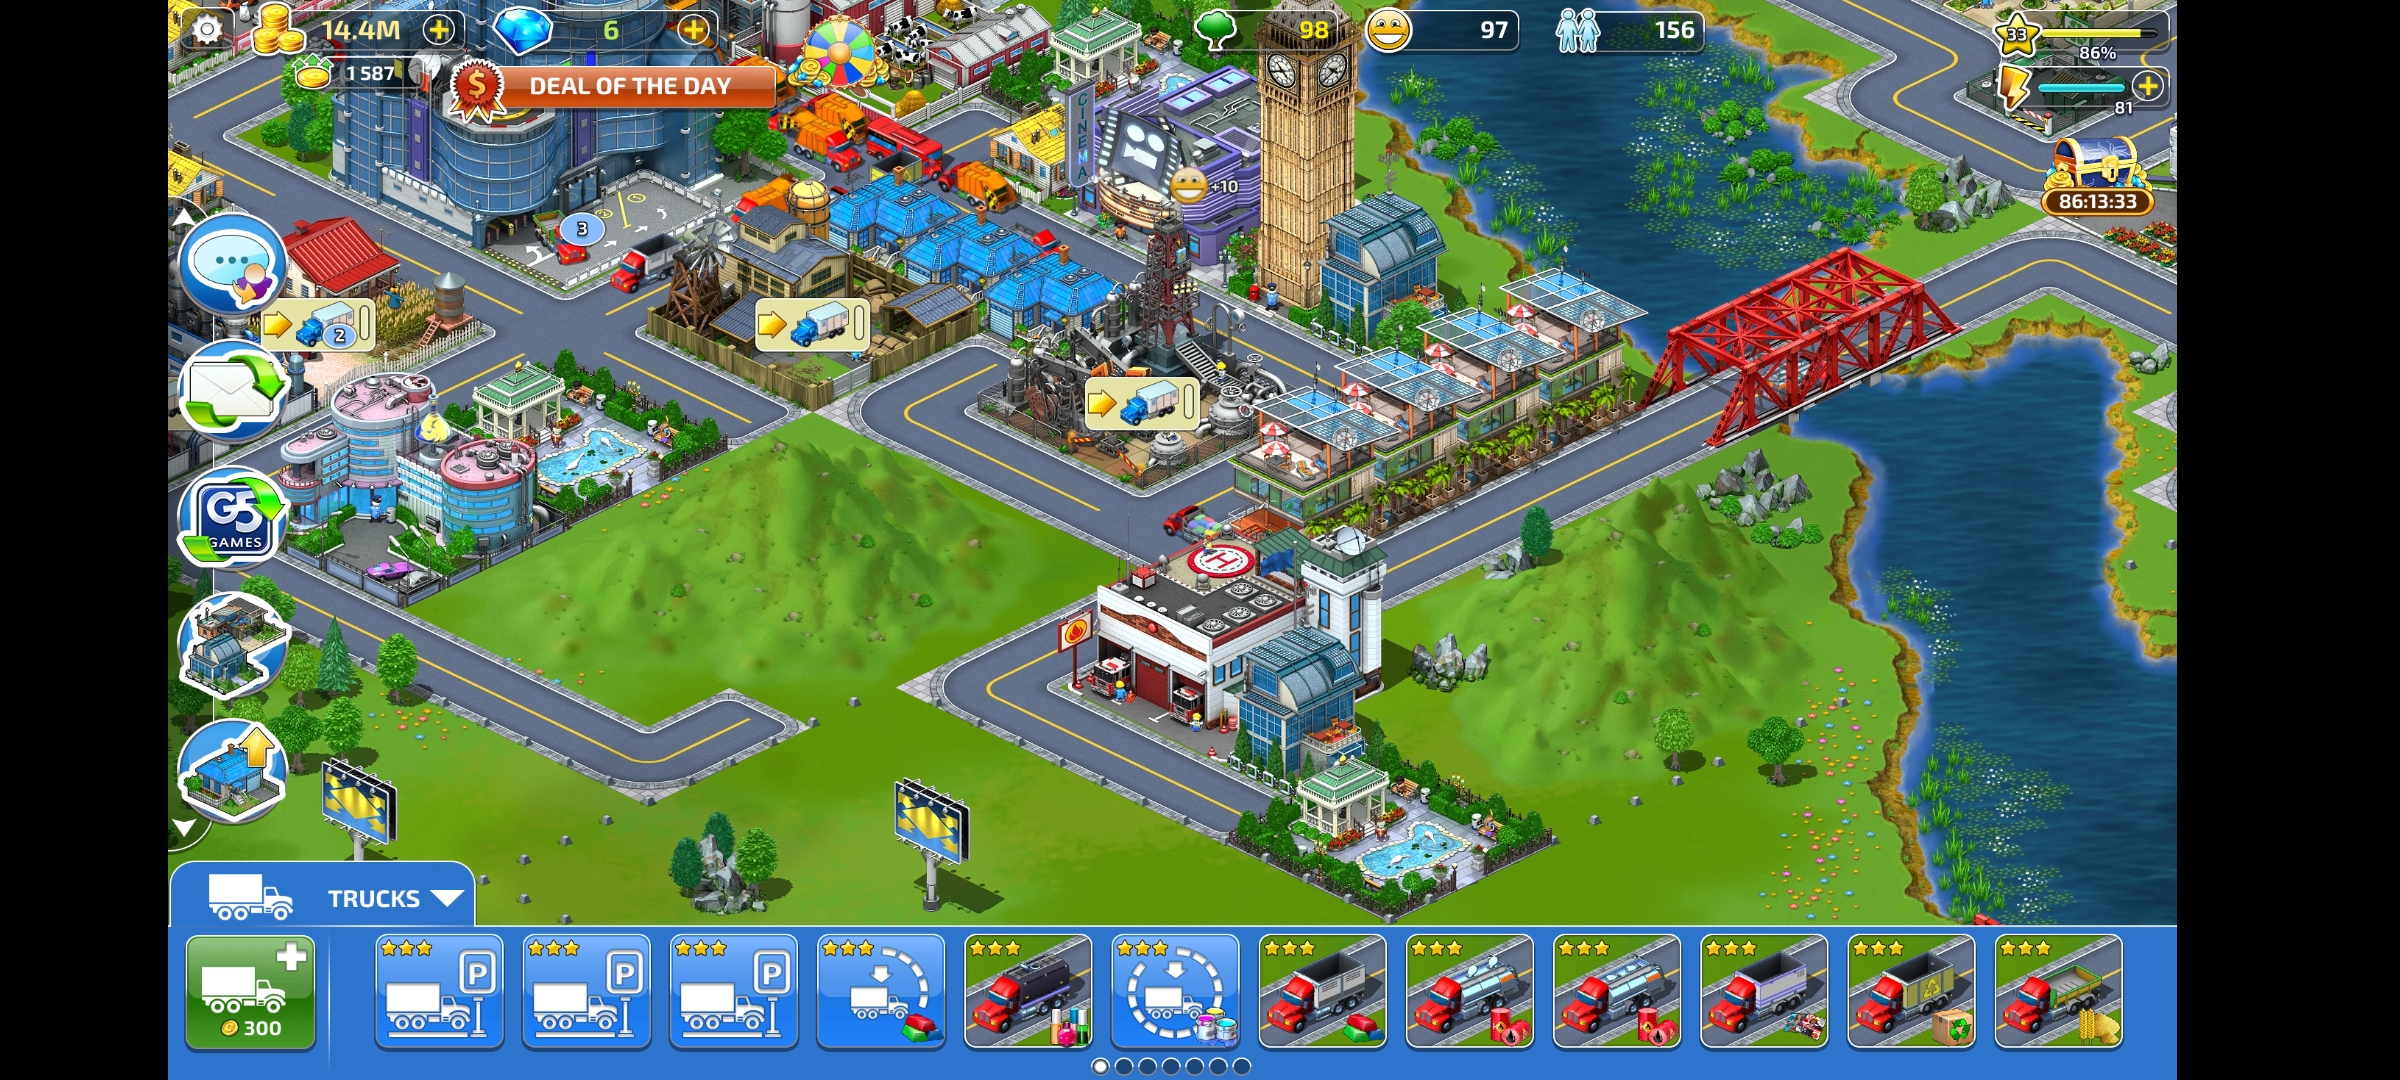 14.4M
6
98
97
156
33
86%
1 587
DEAL OF THE DAY
81
CINEMA
+10
86:13:33
3
2
G5
GAMES
H
TRUCKS
300
P
P
P